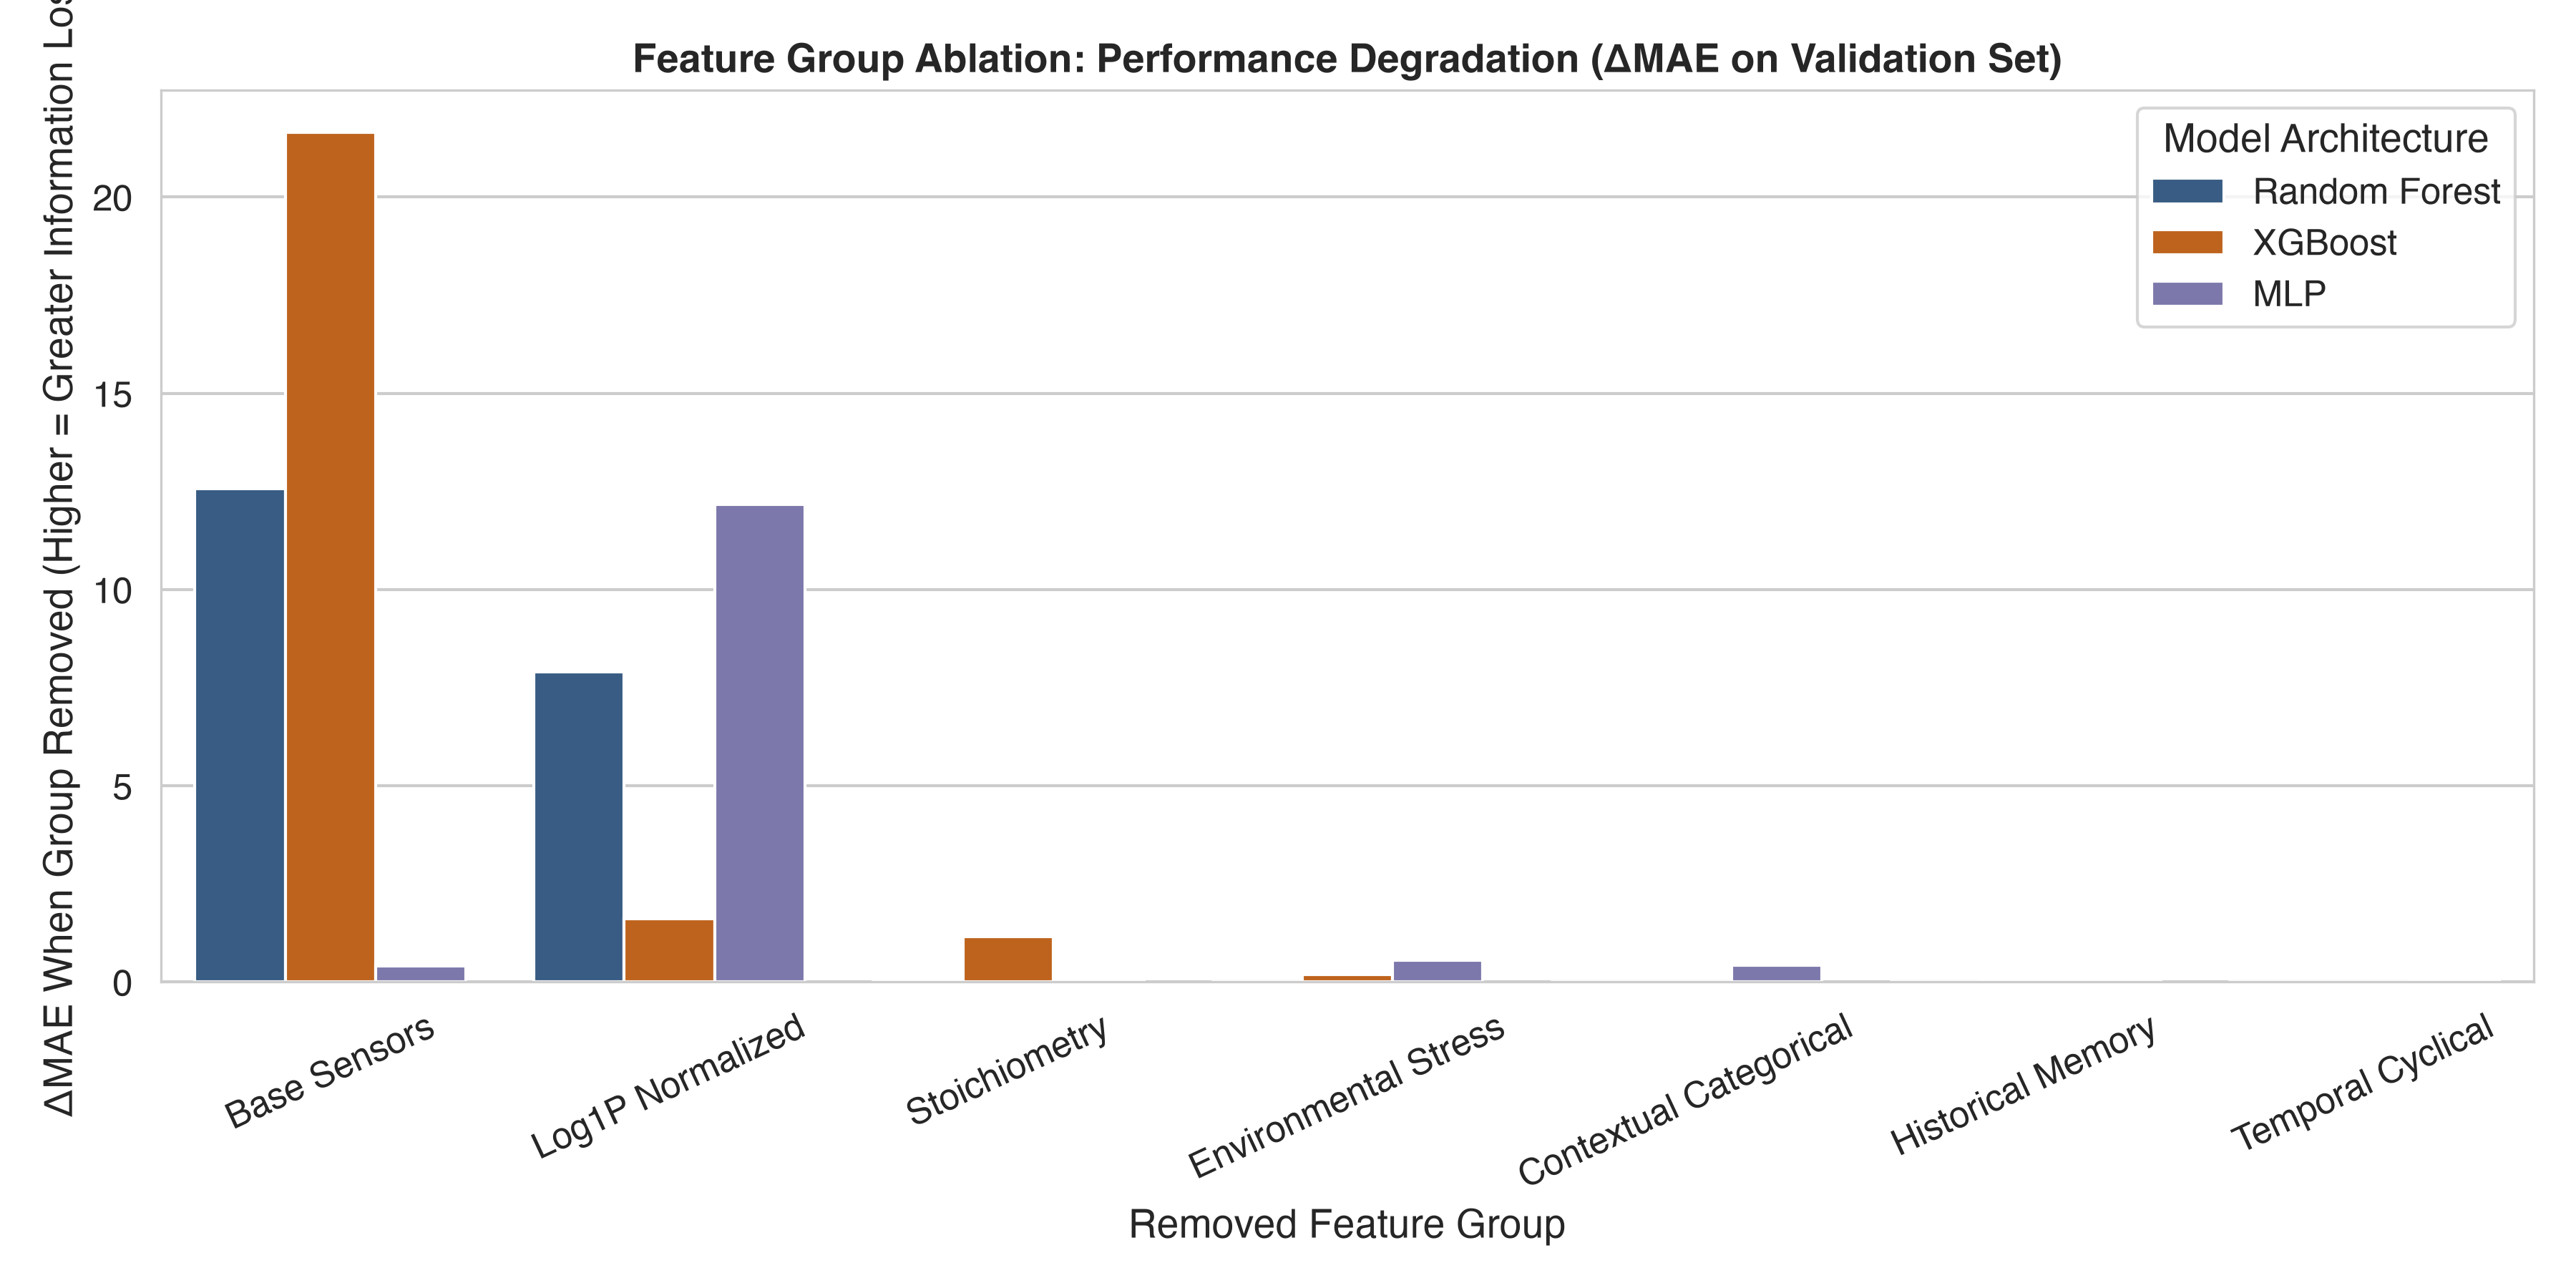 Feature Group Ablation: Performance Degradation (ΔMAE on Validation Set)
ΔMAE When Group Removed (Higher = Greater Information Los
20
15
10
5
0
Model Architecture
Random Forest
XGBoost
MLP
Base Sensors
Log1P Normalized
Stoichiometry
Environmental Stress
Contextual Categorical
Historical Memory
Temporal Cyclical
Removed Feature Group